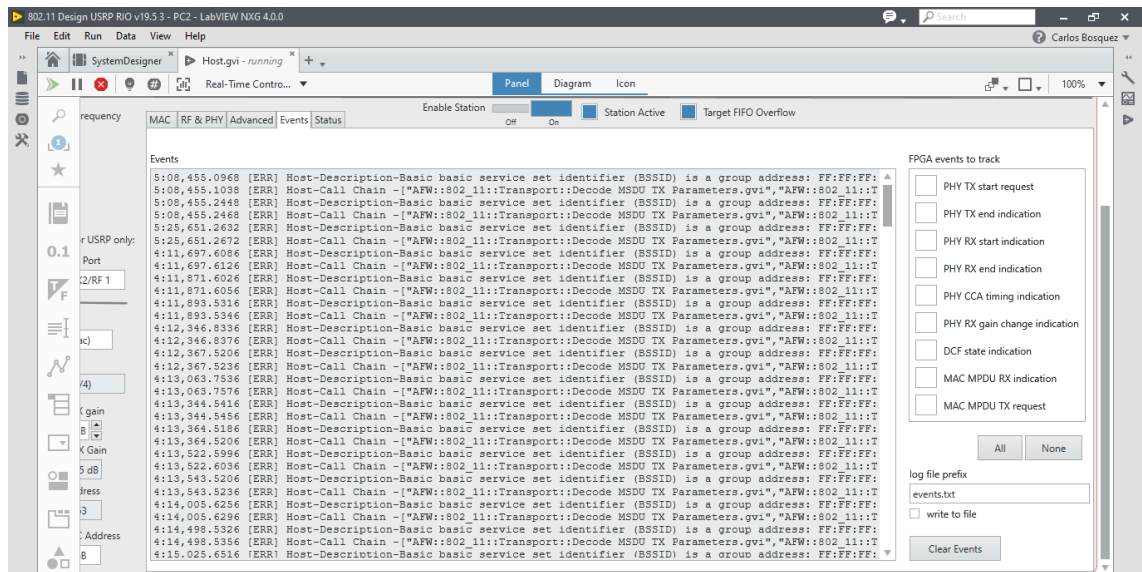 802.11 Design USRP RIO v19.5 3 - PC2 - LabVIEW NXG 4.0.0
Search
File Edit Run Data View Help
Carlos Bosquez
SystemDesigner
Host.gvi - running
Real-Time Contro...
Panel Diagram Icon
100%
requency
MAC RF & PHY Advanced Events Status
Enable Station
Off On
Station Active
Target FIFO Overflow
r USRP only:
Port
X2/RF 1
ac)
/4)
X gain
B
X Gain
5 dB
dress
53
C Address
B
1
0.1
Events
5:08,455.0968 [ERR] Host-Description-Basic basic service set identifier (BSSID) is a group address: FF:FF:FF:
5:08,455.1038 [ERR] Host-Call Chain -["AFW::802_11::Transport::Decode MSDU TX Parameters.gvi","AFW::802_11::T
5:08,455.2448 [ERR] Host-Description-Basic basic service set identifier (BSSID) is a group address: FF:FF:FF:
5:08,455.2468 [ERR] Host-Call Chain -["AFW::802_11::Transport::Decode MSDU TX Parameters.gvi","AFW::802_11::T
5:25,651.2632 [ERR] Host-Description-Basic basic service set identifier (BSSID) is a group address: FF:FF:FF:
5:25,651.2672 [ERR] Host-Call Chain -["AFW::802_11::Transport::Decode MSDU TX Parameters.gvi","AFW::802_11::T
4:11,697.6086 [ERR] Host-Description-Basic basic service set identifier (BSSID) is a group address: FF:FF:FF:
4:11,697.6126 [ERR] Host-Call Chain -["AFW::802_11::Transport::Decode MSDU TX Parameters.gvi","AFW::802_11::T
4:11,871.6026 [ERR] Host-Description-Basic basic service set identifier (BSSID) is a group address: FF:FF:FF:
4:11,871.6056 [ERR] Host-Call Chain -["AFW::802_11::Transport::Decode MSDU TX Parameters.gvi","AFW::802_11::T
4:11,893.5316 [ERR] Host-Description-Basic basic service set identifier (BSSID) is a group address: FF:FF:FF:
4:11,893.5346 [ERR] Host-Call Chain -["AFW::802_11::Transport::Decode MSDU TX Parameters.gvi","AFW::802_11::T
4:12,346.8336 [ERR] Host-Description-Basic basic service set identifier (BSSID) is a group address: FF:FF:FF:
4:12,346.8376 [ERR] Host-Call Chain -["AFW::802_11::Transport::Decode MSDU TX Parameters.gvi","AFW::802_11::T
4:12,367.5206 [ERR] Host-Description-Basic basic service set identifier (BSSID) is a group address: FF:FF:FF:
4:12,367.5236 [ERR] Host-Call Chain -["AFW::802_11::Transport::Decode MSDU TX Parameters.gvi","AFW::802_11::T
4:13,063.7536 [ERR] Host-Description-Basic basic service set identifier (BSSID) is a group address: FF:FF:FF:
4:13,063.7576 [ERR] Host-Call Chain -["AFW::802_11::Transport::Decode MSDU TX Parameters.gvi","AFW::802_11::T
4:13,344.5416 [ERR] Host-Description-Basic basic service set identifier (BSSID) is a group address: FF:FF:FF:
4:13,344.5456 [ERR] Host-Call Chain -["AFW::802_11::Transport::Decode MSDU TX Parameters.gvi","AFW::802_11::T
4:13,364.5186 [ERR] Host-Description-Basic basic service set identifier (BSSID) is a group address: FF:FF:FF:
4:13,364.5206 [ERR] Host-Call Chain -["AFW::802_11::Transport::Decode MSDU TX Parameters.gvi","AFW::802_11::T
4:13,522.5996 [ERR] Host-Description-Basic basic service set identifier (BSSID) is a group address: FF:FF:FF:
4:13,522.6036 [ERR] Host-Call Chain -["AFW::802_11::Transport::Decode MSDU TX Parameters.gvi","AFW::802_11::T
4:13,543.5206 [ERR] Host-Description-Basic basic service set identifier (BSSID) is a group address: FF:FF:FF:
4:13,543.5236 [ERR] Host-Call Chain -["AFW::802_11::Transport::Decode MSDU TX Parameters.gvi","AFW::802_11::T
4:14,005.6256 [ERR] Host-Description-Basic basic service set identifier (BSSID) is a group address: FF:FF:FF:
4:14,005.6296 [ERR] Host-Call Chain -["AFW::802_11::Transport::Decode MSDU TX Parameters.gvi","AFW::802_11::T
4:14,498.5326 [ERR] Host-Description-Basic basic service set identifier (BSSID) is a group address: FF:FF:FF:
4:14,498.5356 [ERR] Host-Call Chain -["AFW::802_11::Transport::Decode MSDU TX Parameters.gvi","AFW::802_11::T
4:15,025.6516 [ERR] Host-Description-Basic basic service set identifier (BSSID) is a group address: FF:FF:FF:
FPGA events to track
PHY TX start request
PHY TX end indication
PHY RX start indication
PHY RX end indication
PHY CCA timing indication
PHY RX gain change indication
DCF state indication
MAC MPDU RX indication
MAC MPDU TX request
All None
log file prefix
events.txt
write to file
Clear Events